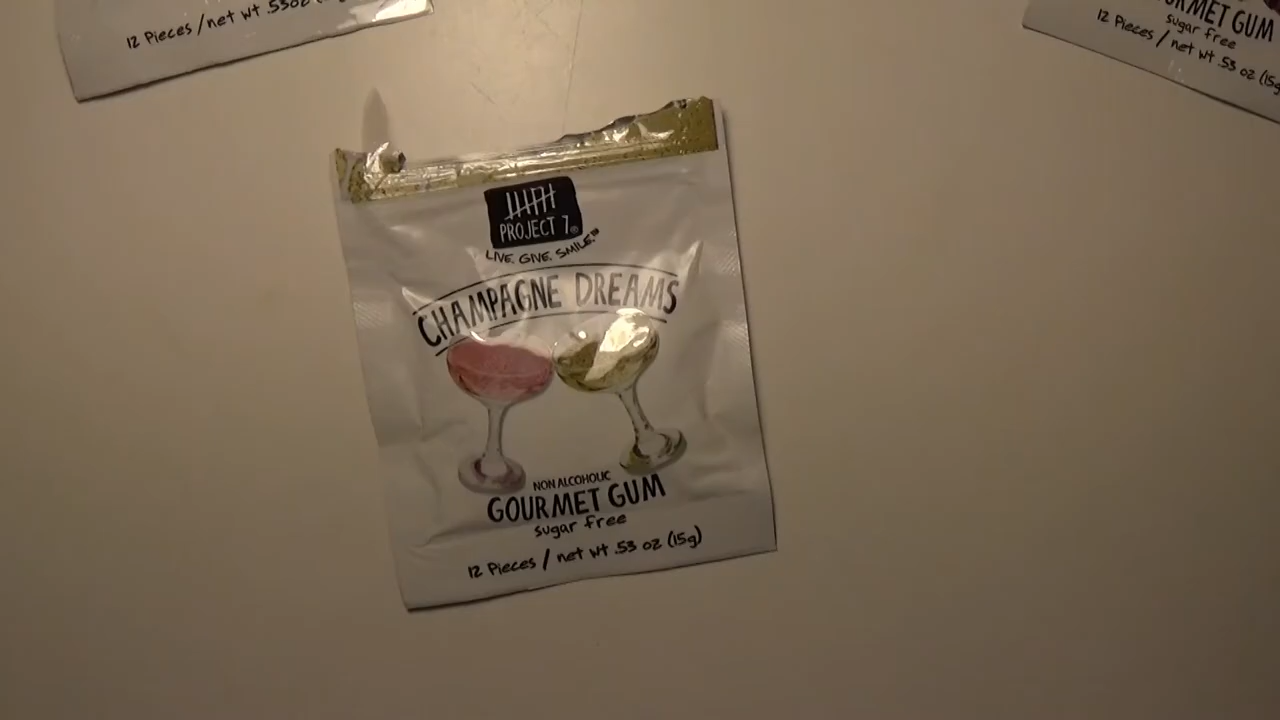 12 Pieces / net wt .53oz (
GOURMET GUM
sugar free
12 Pieces / net wt .53 oz (15g
PROJECT 7®
LIVE. GIVE. SMILE.™
CHAMPAGNE DREAMS
NON ALCOHOLIC
GOURMET GUM
sugar free
12 Pieces / net wt .53 oz (15g)